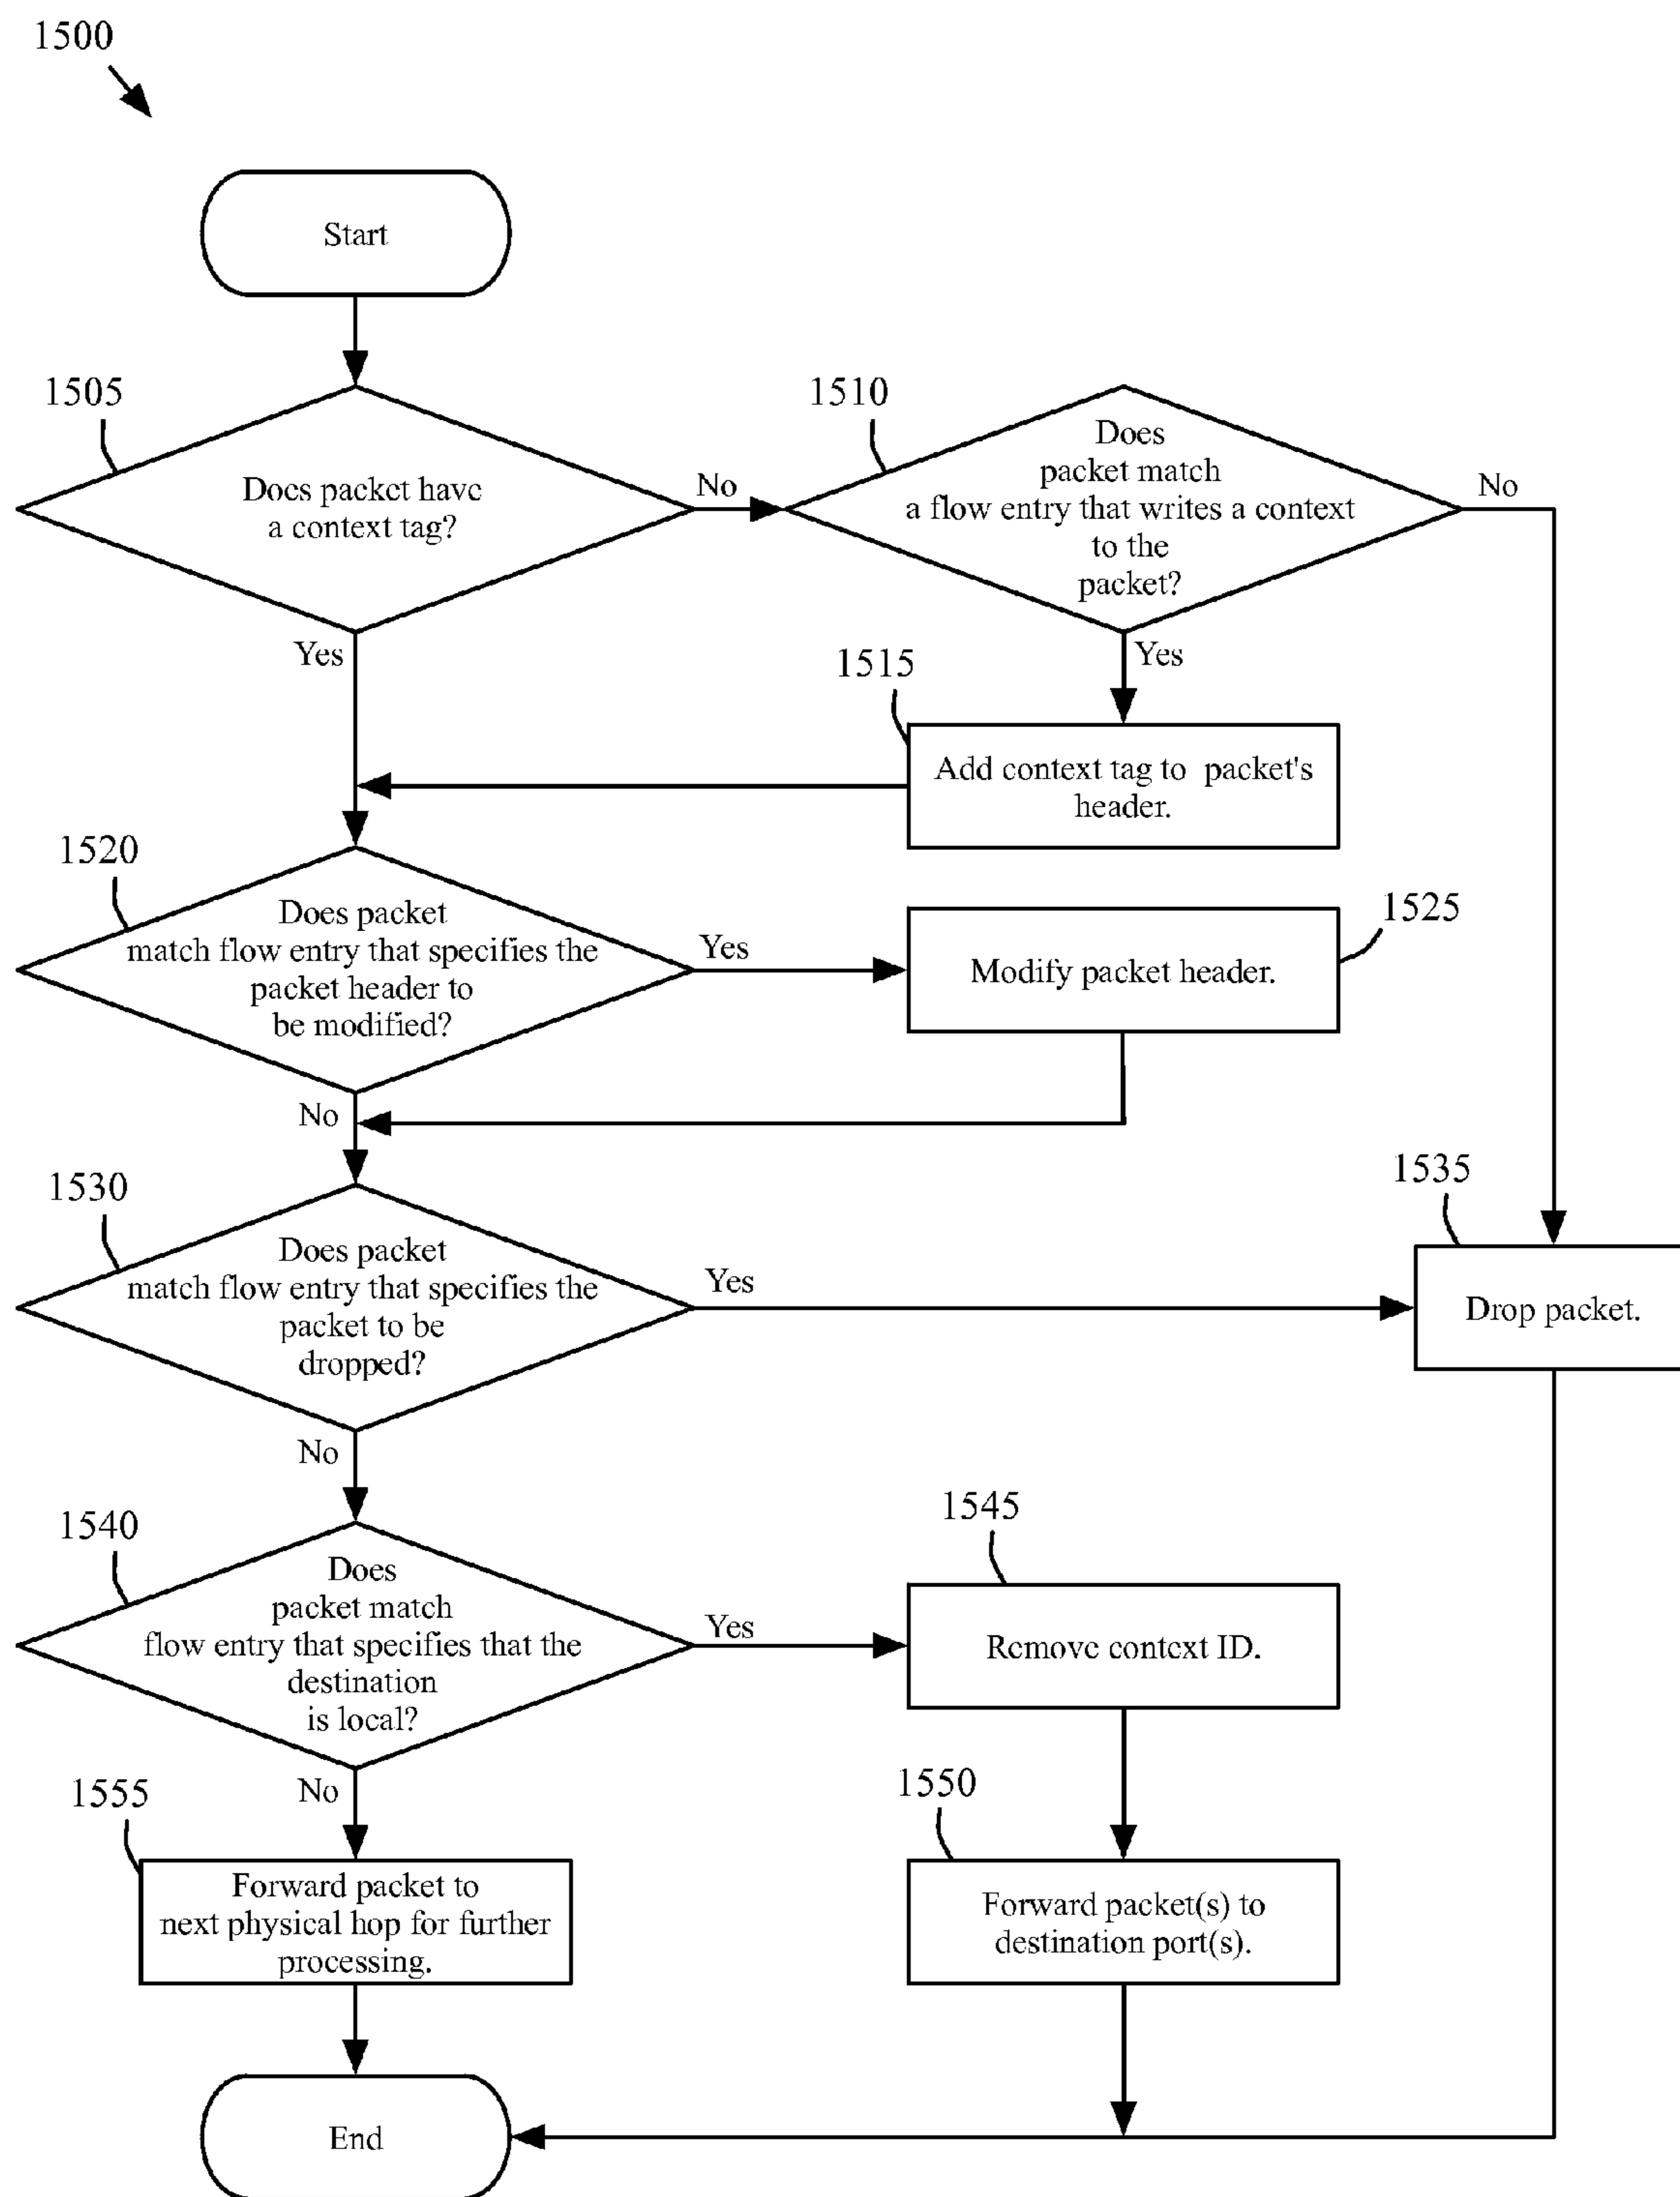 1500
Start
1505
Does packet have
a context tag?
No
1510
Does
packet match
a flow entry that writes a context
to the
packet?
No
Yes
Yes
1515
Add context tag to packet's
header.
1520
Does packet
match flow entry that specifies the
packet header to
be modified?
Yes
1525
Modify packet header.
No
1530
Does packet
match flow entry that specifies the
packet to be
dropped?
Yes
1535
Drop packet.
No
1540
Does
packet match
flow entry that specifies that the
destination
is local?
Yes
1545
Remove context ID.
No
1555
Forward packet to
next physical hop for further
processing.
1550
Forward packet(s) to
destination port(s).
End